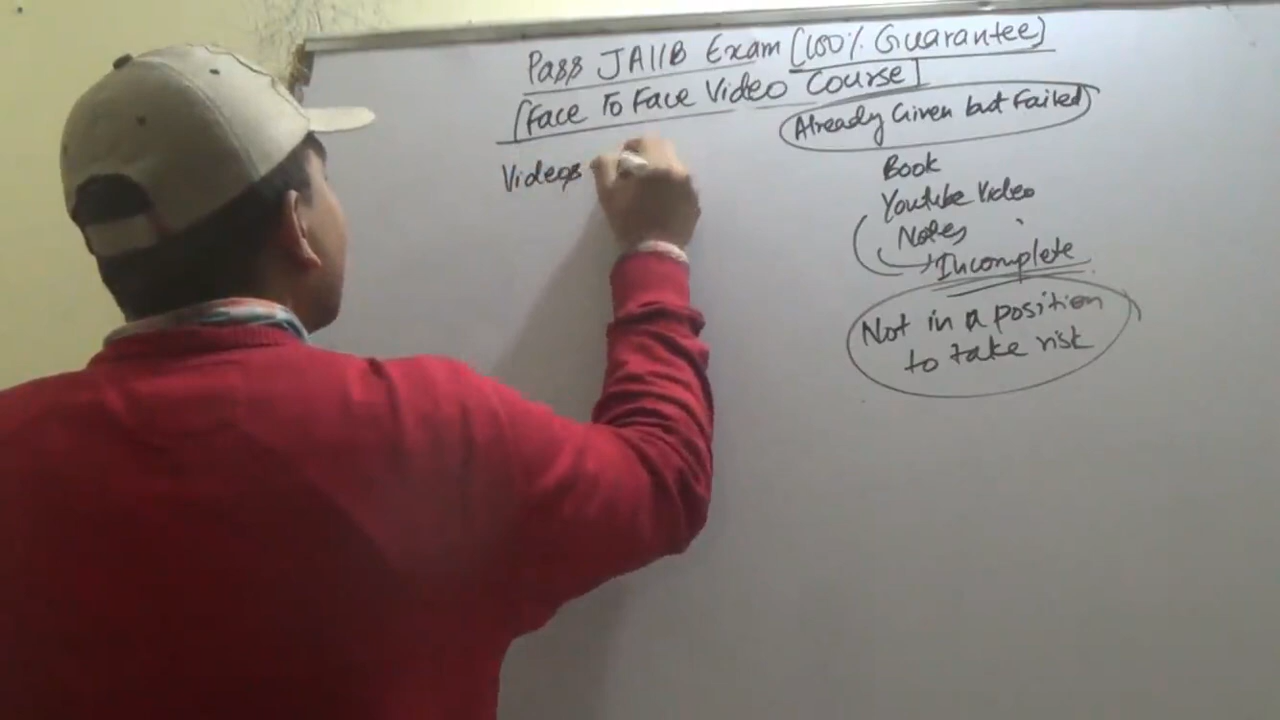 Pass JAIIB Exam [100% Guarantee]
[Face To Face Video Course]
Already Given but Failed
Videos
Book
Youtube Video
Notes
Incomplete
Not in a position
to take risk